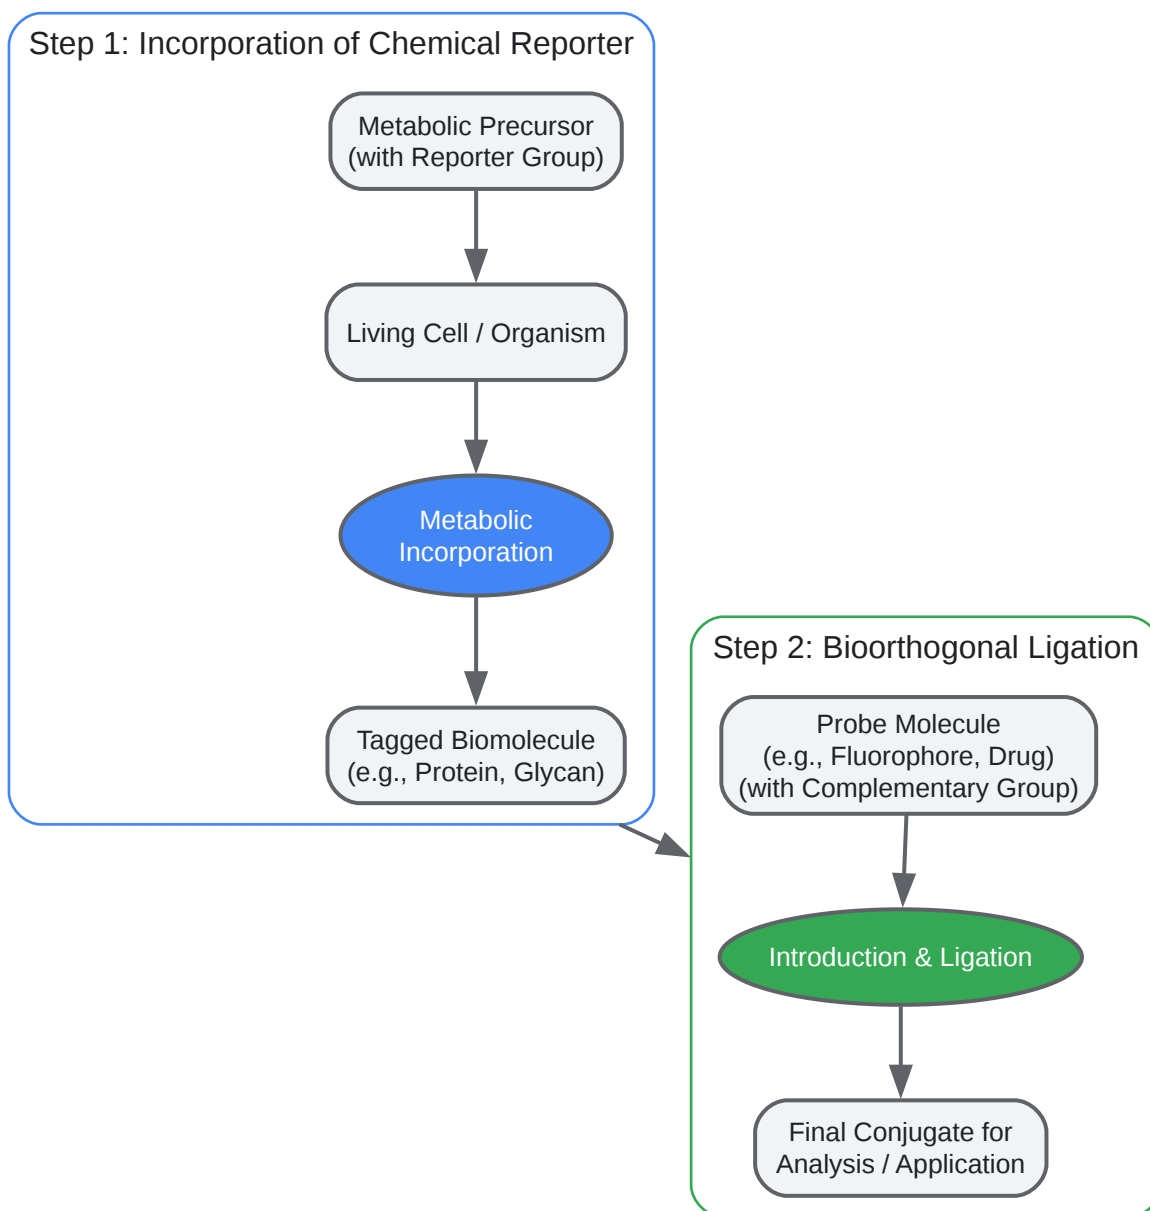 Step 1: Incorporation of Chemical Reporter
Metabolic Precursor
(with Reporter Group)
Living Cell / Organism
Metabolic
Incorporation
Tagged Biomolecule
(e.g., Protein, Glycan)
Step 2: Bioorthogonal Ligation
Probe Molecule
(e.g., Fluorophore, Drug)
(with Complementary Group)
Introduction & Ligation
Final Conjugate for
Analysis / Application